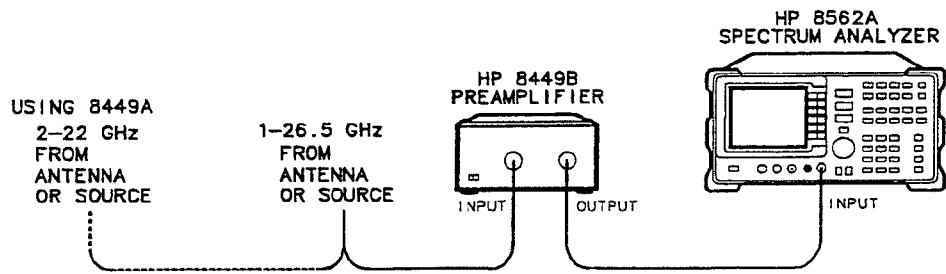 HP 8562A
SPECTRUM ANALYZER
HP 8449B
PREAMPLIFIER
USING 8449A
2-22 GHz
FROM
ANTENNA
OR SOURCE
1-26.5 GHz
FROM
ANTENNA
OR SOURCE
INPUT
OUTPUT
INPUT